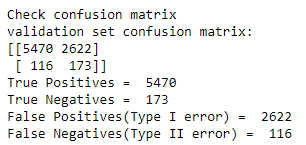 Check confusion matrix
validation set confusion matrix:
[[5470 2622]
 [ 116  173]]
True Positives =  5470
True Negatives =  173
False Positives(Type I error) =  2622
False Negatives(Type II error) =  116